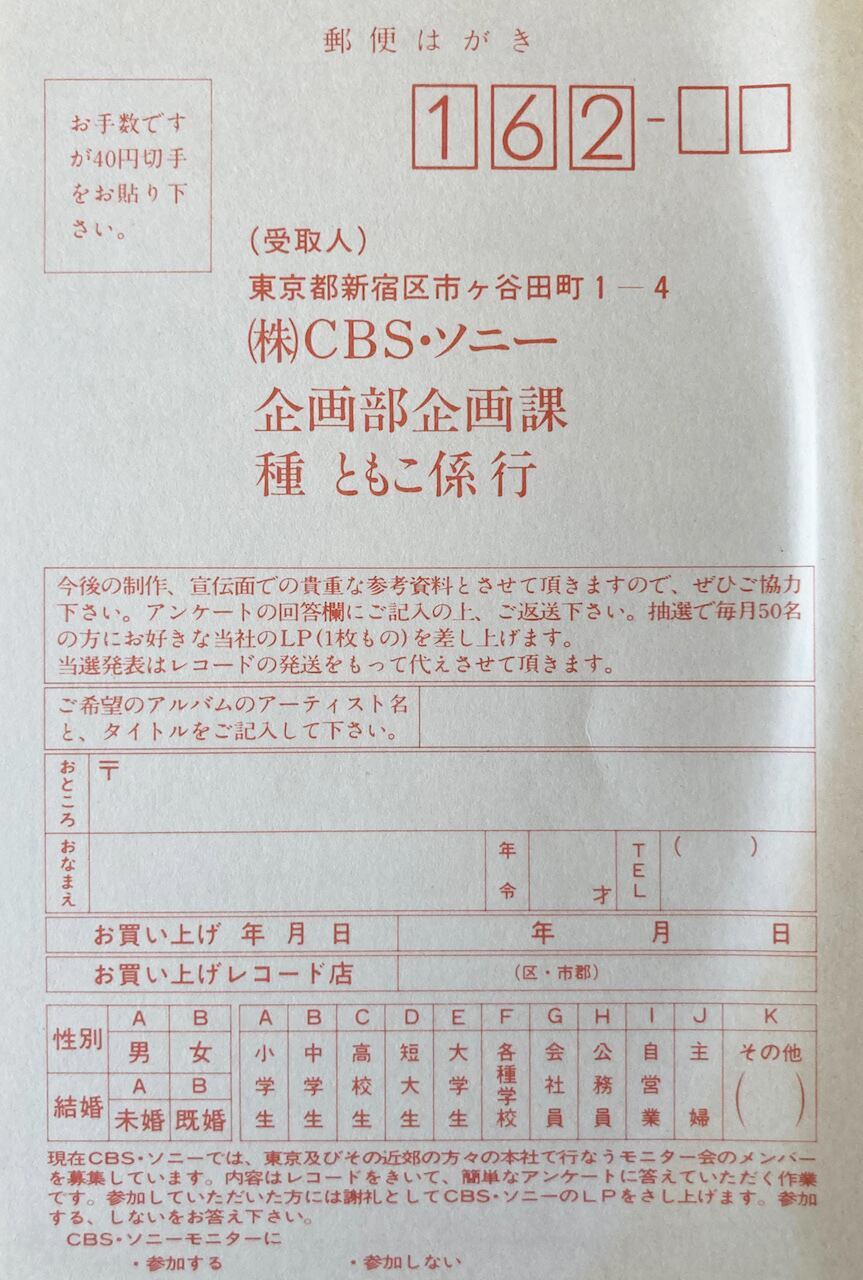 郵便はがき
お手数です
が40円切手
をお貼り下
さい。
162-
(受取人)
東京都新宿区市ヶ谷田町1―4
㈱CBS・ソニー
企画部企画課
種 ともこ係 行
今後の制作、宣伝面での貴重な参考資料とさせて頂きますので、ぜひご協力
下さい。アンケートの回答欄にご記入の上、ご返送下さい。抽選で毎月50名
の方にお好きな当社のLP(1枚もの)を差し上げます。
当選発表はレコードの発送をもって代えさせて頂きます。
ご希望のアルバムのアーティスト名
と、タイトルをご記入して下さい。
おところ 〒
おなまえ 年令 才 TEL ( )
お買い上げ 年 月 日 年 月 日
お買い上げレコード店 (区・市郡)
性別 A 男 B 女
結婚 A 未婚 B 既婚
A 小学生
B 中学生
C 高校生
D 短大生
E 大学生
F 各種学校
G 会社員
H 公務員
I 自営業
J 主婦
K その他 ( )
現在CBS・ソニーでは、東京及びその近郊の方々の本社で行なうモニター会のメンバー
を募集しています。内容はレコードをきいて、簡単なアンケートに答えていただく作業
です。参加していただいた方には謝礼としてCBS・ソニーのLPをさし上げます。参加
する、しないをお答え下さい。
CBS・ソニーモニターに
・参加する ・参加しない